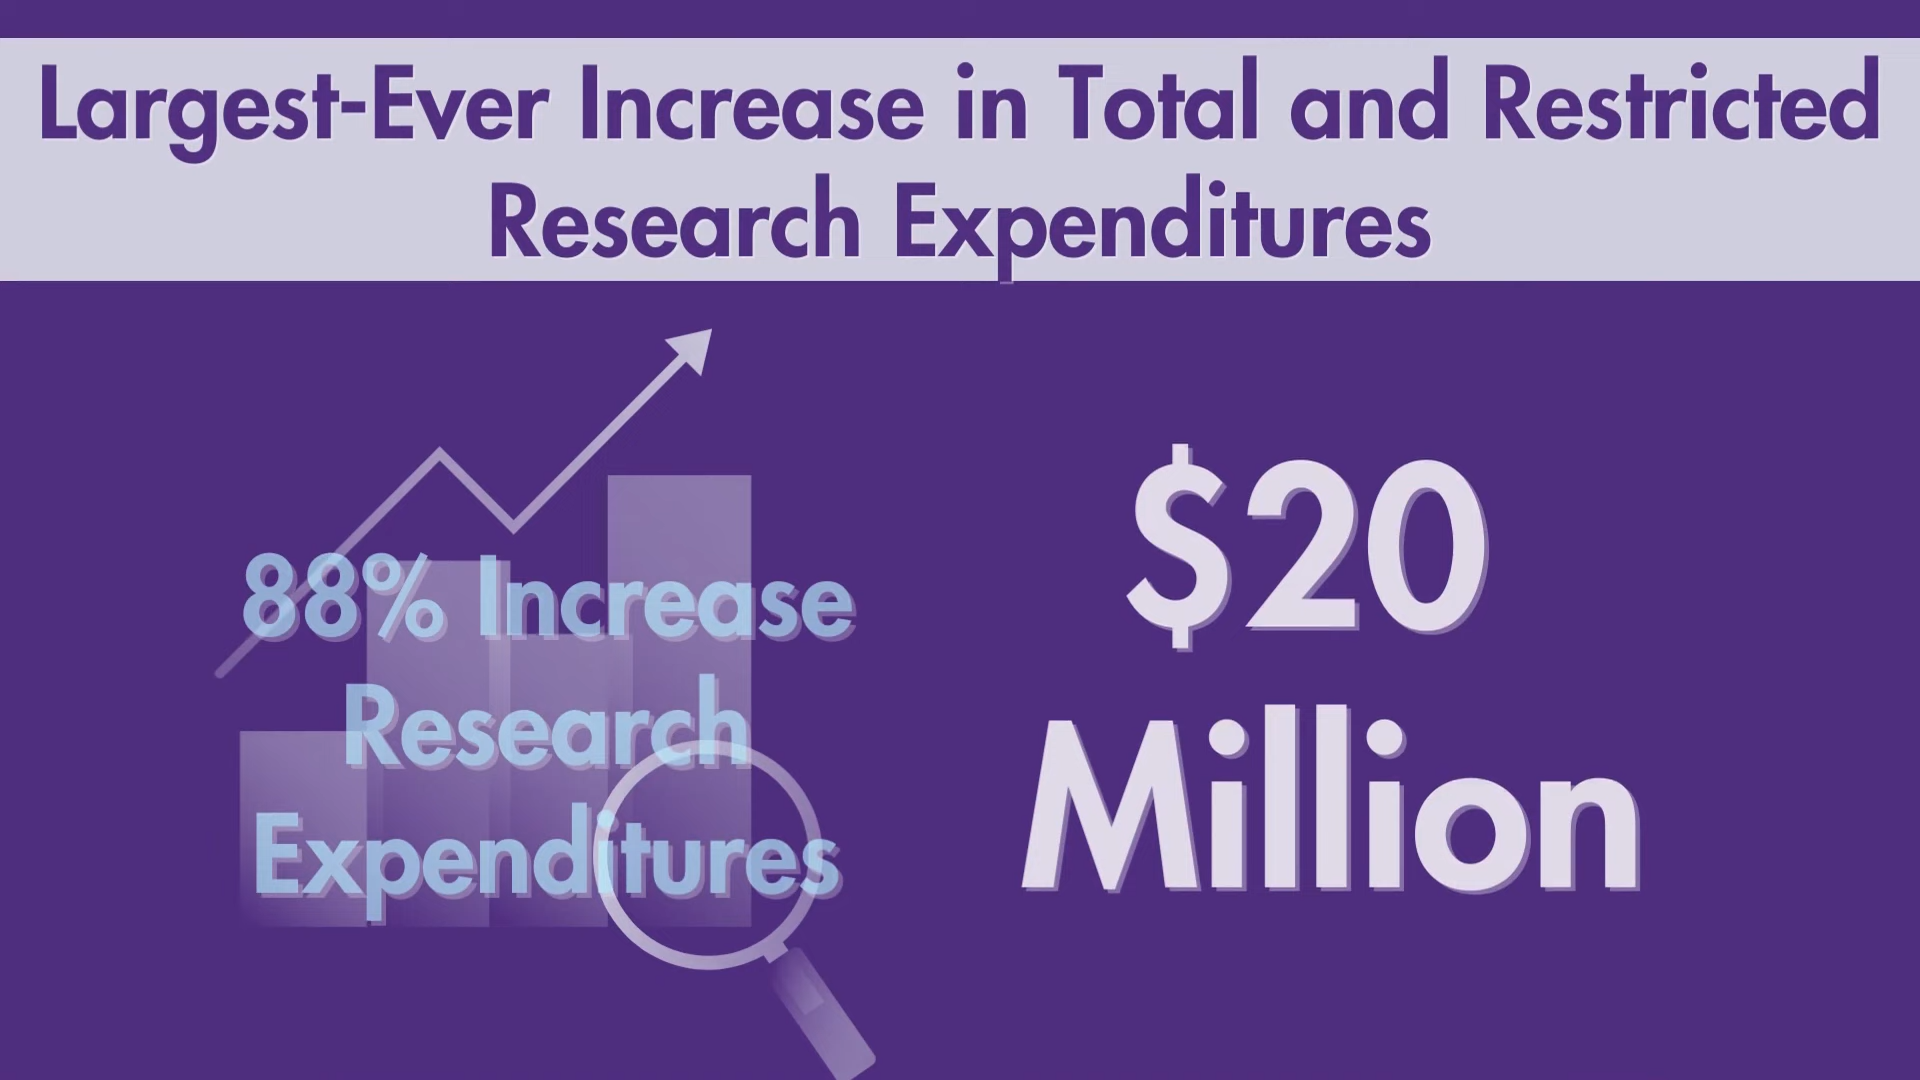 Largest-Ever Increase in Total and Restricted
Research Expenditures
88% Increase
Research
Expenditures
$20
Million